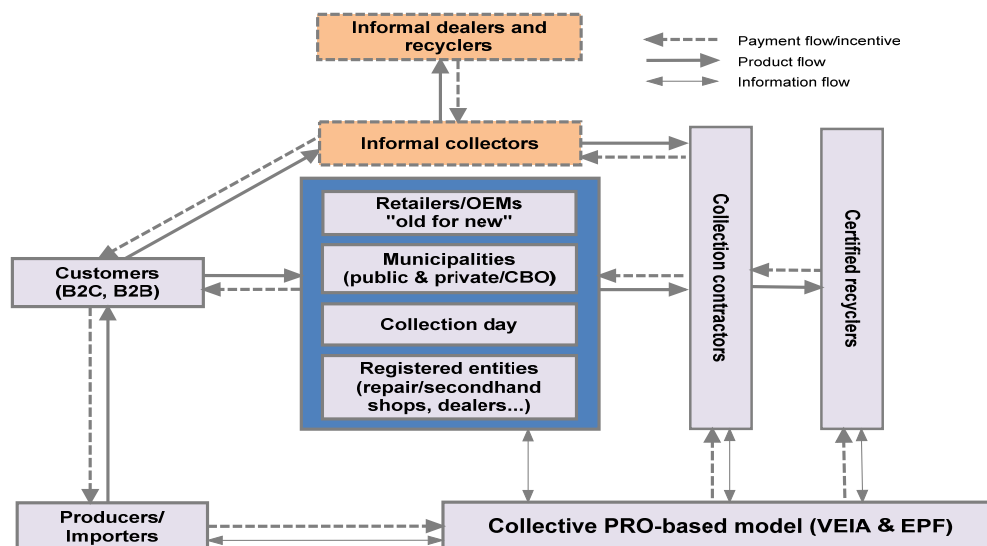 Informal dealers and
recyclers
Payment flow/incentive
Product flow
Information flow
Informal collectors
Retailers/OEMs
"old for new"
Municipalities
(public & private/CBO)
Collection day
Registered entities
(repair/secondhand
shops, dealers...)
Customers
(B2C, B2B)
Collection contractors
Certified recyclers
Producers/
Importers
Collective PRO-based model (VEIA & EPF)